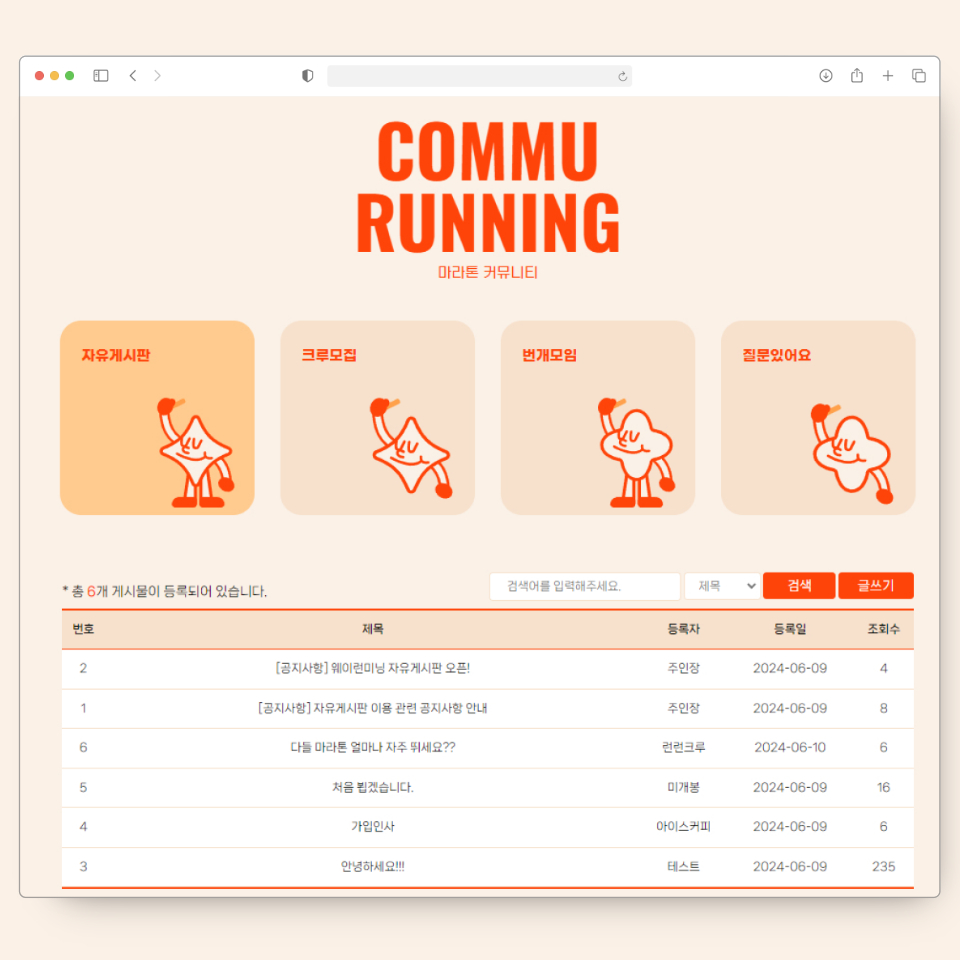 COMMU
RUNNING
마라톤 커뮤니티
자유게시판 크루모집 번개모임 질문있어요
* 총 6개 게시물이 등록되어 있습니다. 검색어를 입력해주세요. 제목 검색 글쓰기
번호 제목 등록자 등록일 조회수
2 [공지사항] 웨이런미닝 자유게시판 오픈! 주인장 2024-06-09 4
1 [공지사항] 자유게시판 이용 관련 공지사항 안내 주인장 2024-06-09 8
6 다들 마라톤 얼마나 자주 뛰세요?? 런런크루 2024-06-10 6
5 처음 뵙겠습니다. 미개봉 2024-06-09 16
4 가입인사 아이스커피 2024-06-09 6
3 안녕하세요!!! 테스트 2024-06-09 235